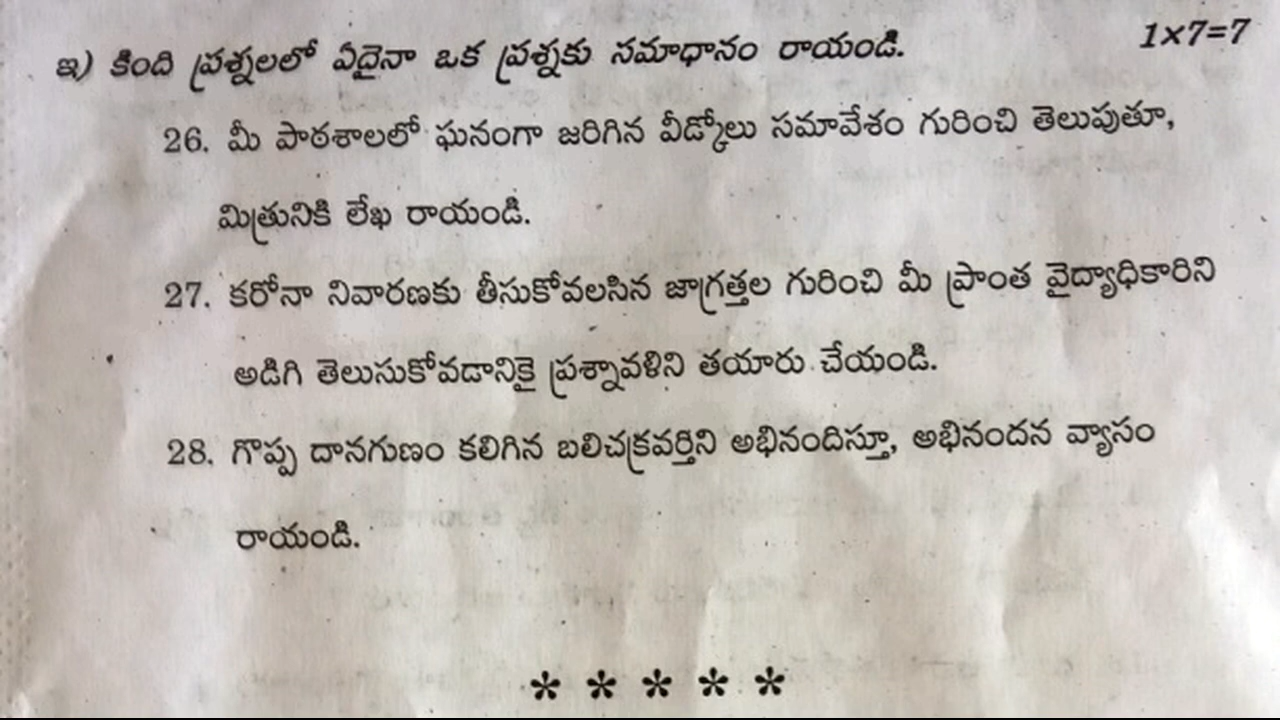 ఇ) కింది ప్రశ్నలలో ఏదైనా ఒక ప్రశ్నకు సమాధానం రాయండి. 1×7=7
26. మీ పాఠశాలలో ఘనంగా జరిగిన వీడ్కోలు సమావేశం గురించి తెలుపుతూ,
మిత్రునికి లేఖ రాయండి.
27. కరోనా నివారణకు తీసుకోవలసిన జాగ్రత్తల గురించి మీ ప్రాంత వైద్యాధికారిని
అడిగి తెలుసుకోవడానికై ప్రశ్నావళిని తయారు చేయండి.
28. గొప్ప దానగుణం కలిగిన బలిచక్రవర్తిని అభినందిస్తూ, అభినందన వ్యాసం
రాయండి.
* * * * *